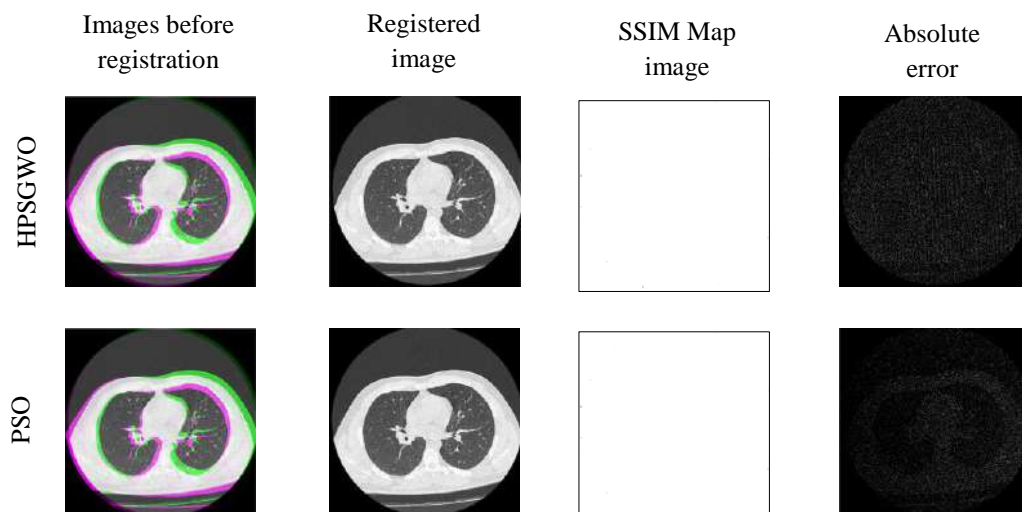 Images before
registration
Registered
image
SSIM Map
image
Absolute
error
HPSGWO
PSO